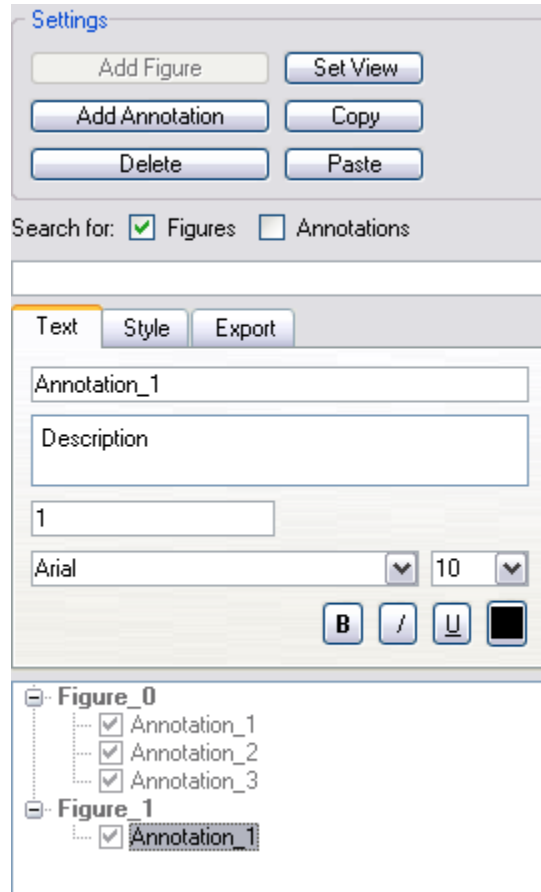 Settings
Add Figure Set View
Add Annotation Copy
Delete Paste
Search for: Figures Annotations
Text Style Export
Annotation_1
Description
1
Arial 10
B I U
Figure_0
Annotation_1
Annotation_2
Annotation_3
Figure_1
Annotation_1